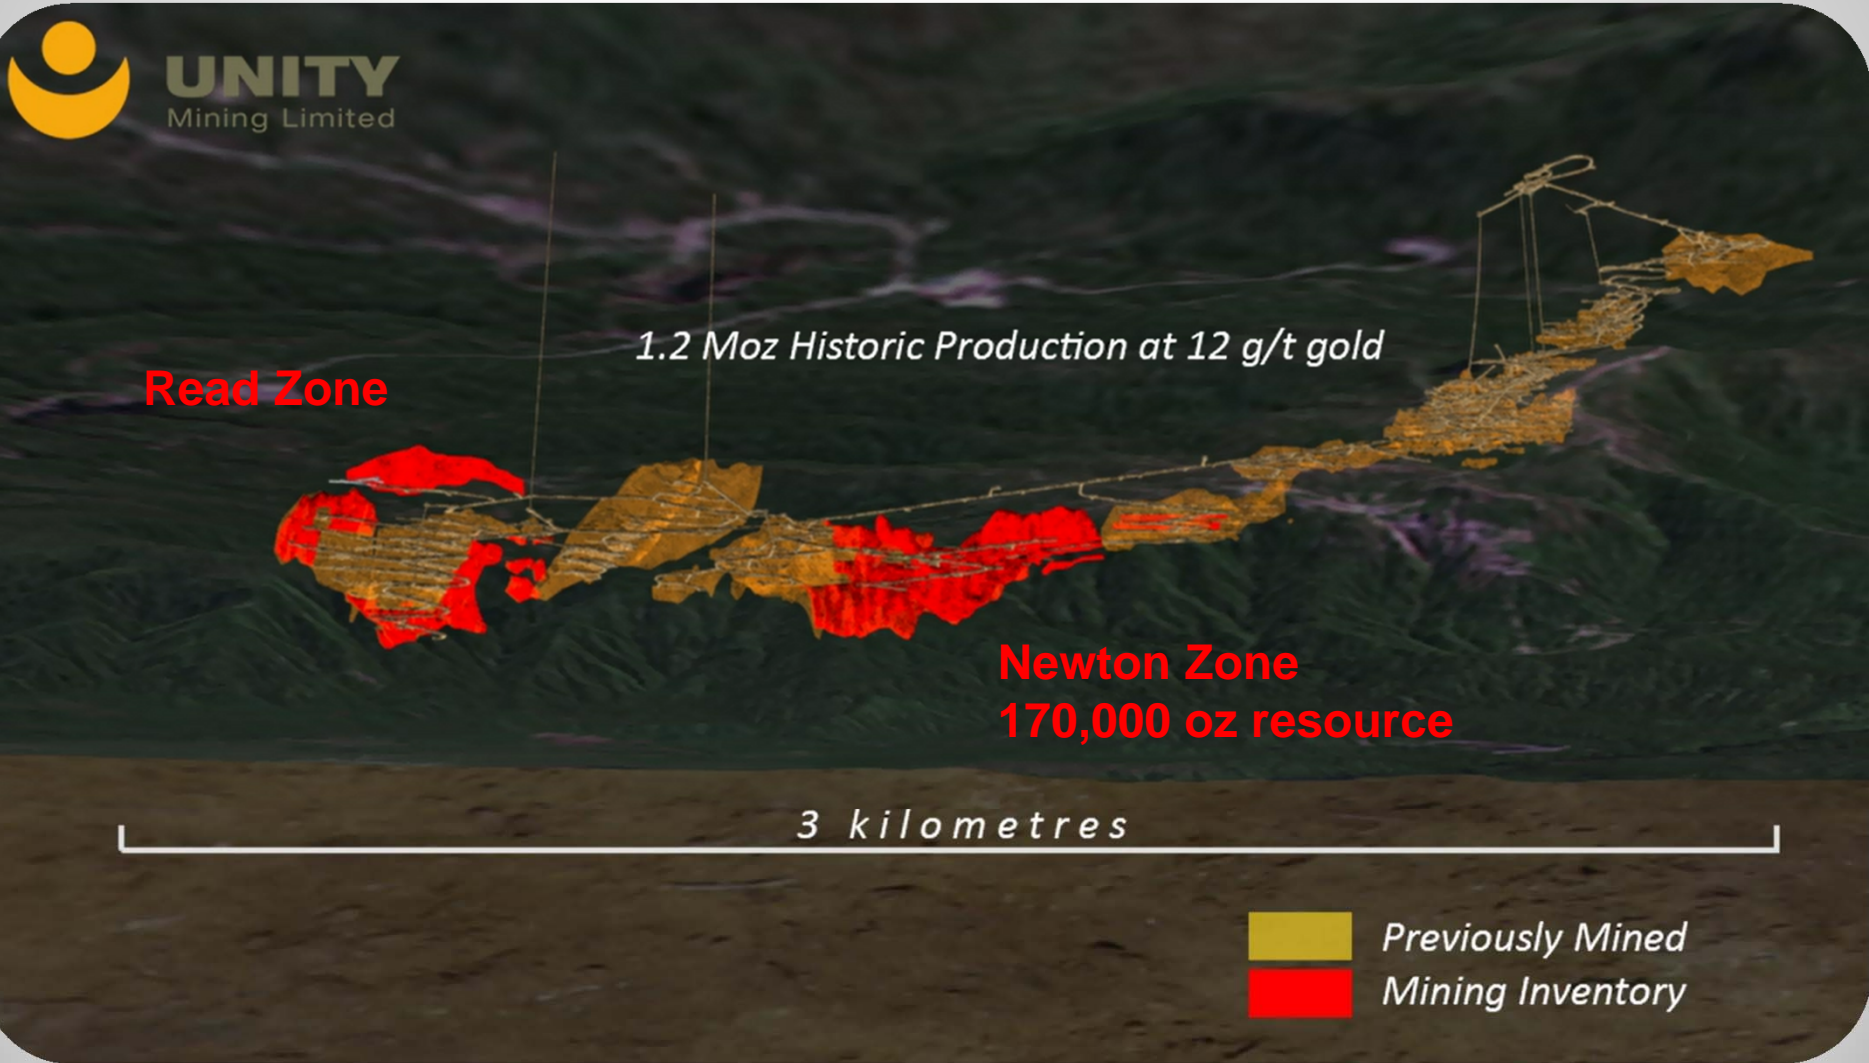 UNITY
Mining Limited
1.2 Moz Historic Production at 12 g/t gold
Read Zone
Newton Zone
170,000 oz resource
3 kilometres
Previously Mined
Mining Inventory